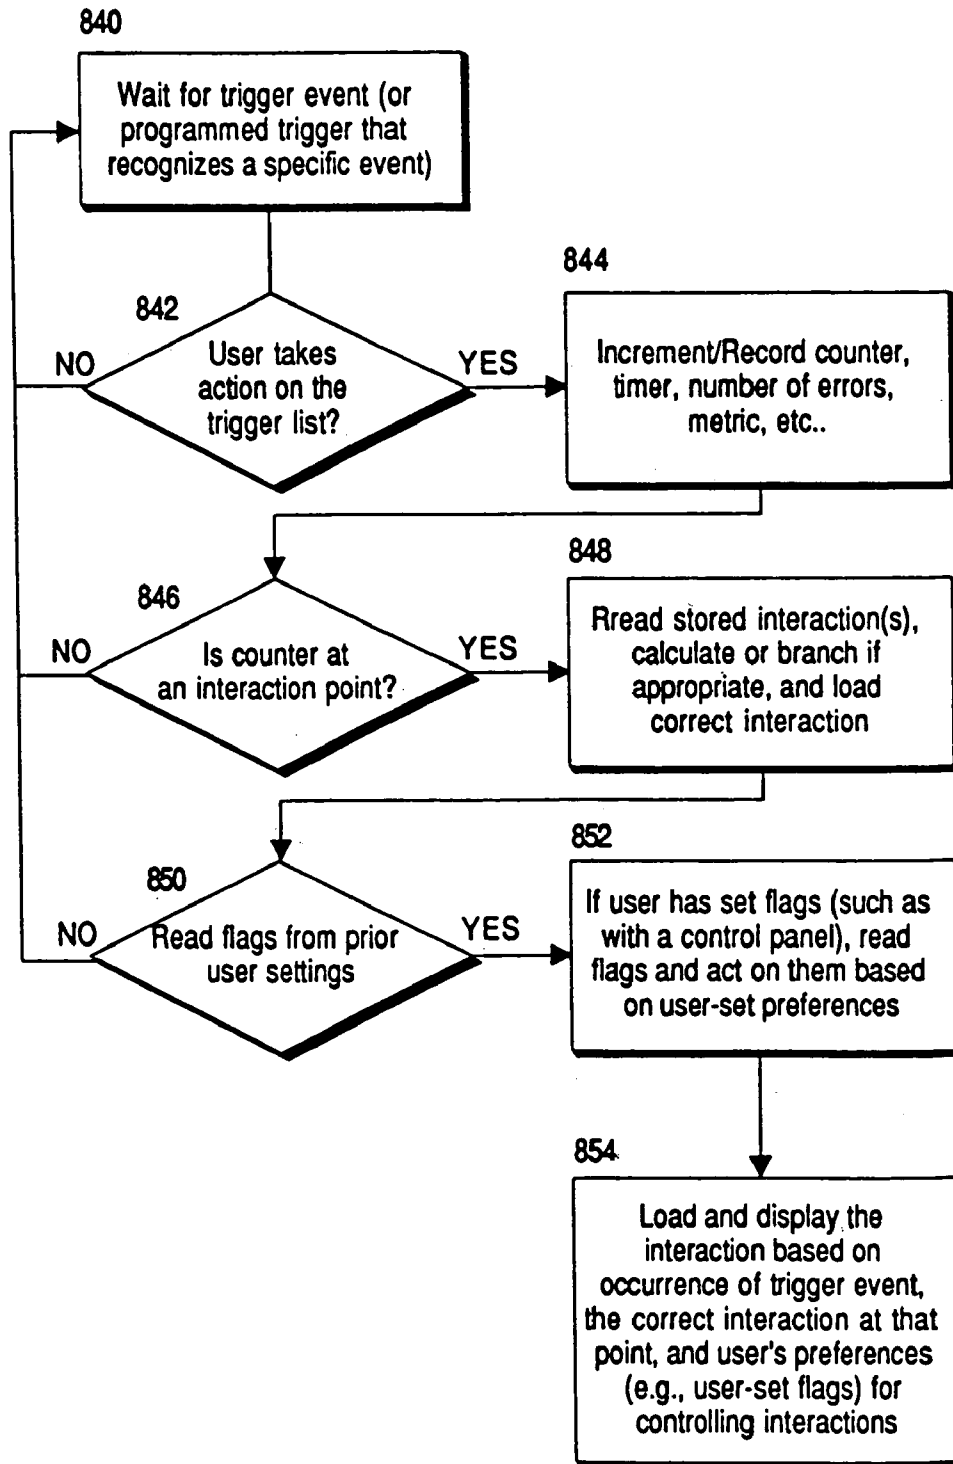 840
Wait for trigger event (or
programmed trigger that
recognizes a specific event)
842
User takes
action on the
trigger list?
NO
YES
844
Increment/Record counter,
timer, number of errors,
metric, etc..
846
Is counter at
an interaction point?
NO
YES
848
Rread stored interaction(s),
calculate or branch if
appropriate, and load
correct interaction
850
Read flags from prior
user settings
NO
YES
852
If user has set flags (such as
with a control panel), read
flags and act on them based
on user-set preferences
854
Load and display the
interaction based on
occurrence of trigger event,
the correct interaction at that
point, and user's preferences
(e.g., user-set flags) for
controlling interactions